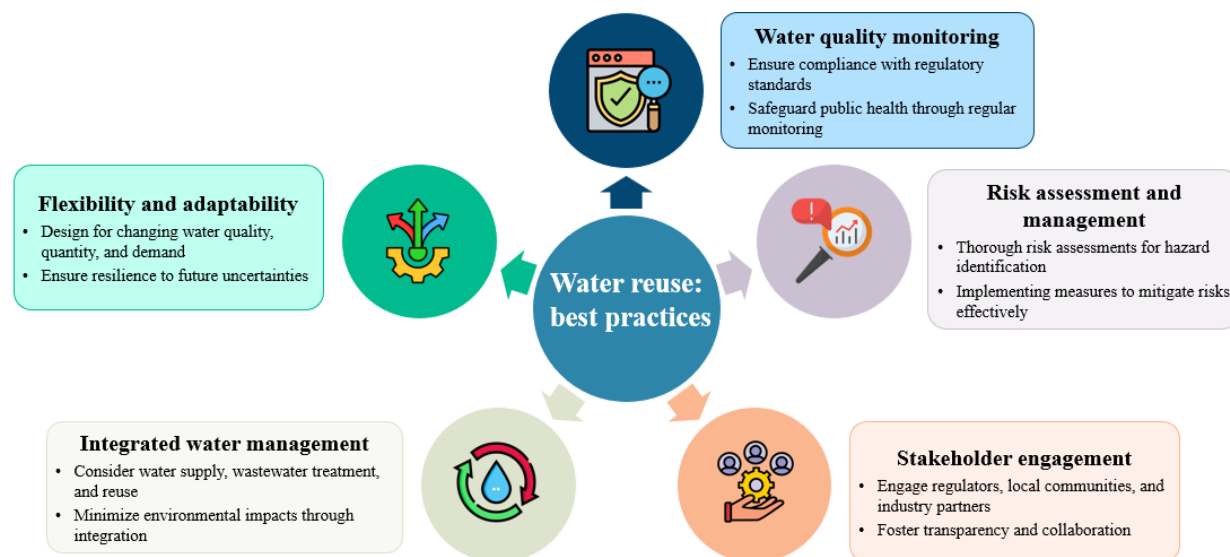 Water quality monitoring
• Ensure compliance with regulatory
standards
• Safeguard public health through regular
monitoring
Flexibility and adaptability
• Design for changing water quality,
quantity, and demand
• Ensure resilience to future uncertainties
Water reuse:
best practices
Risk assessment and
management
• Thorough risk assessments for hazard
identification
• Implementing measures to mitigate risks
effectively
Integrated water management
• Consider water supply, wastewater treatment,
and reuse
• Minimize environmental impacts through
integration
Stakeholder engagement
• Engage regulators, local communities, and
industry partners
• Foster transparency and collaboration